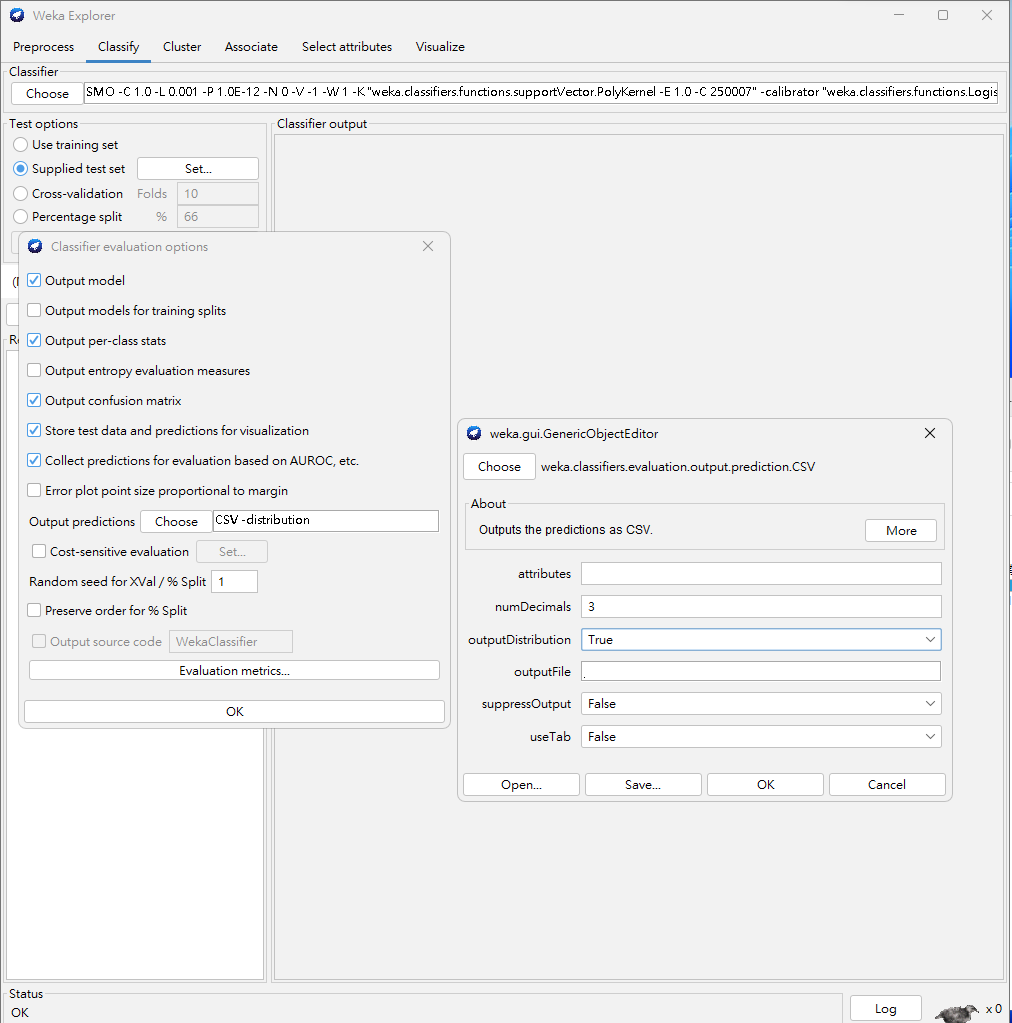 Weka Explorer
Preprocess Classify Cluster Associate Select attributes Visualize
Classifier
Choose SMO -C 1.0 -L 0.001 -P 1.0E-12 -N 0 -V -1 -W 1 -K "weka.classifiers.functions.supportVector.PolyKernel -E 1.0 -C 250007" -calibrator "weka.classifiers.functions.Logis
Test options
Use training set
Supplied test set Set...
Cross-validation Folds 10
Percentage split % 66
Classifier output
Classifier evaluation options
Output model
Output models for training splits
Output per-class stats
Output entropy evaluation measures
Output confusion matrix
Store test data and predictions for visualization
Collect predictions for evaluation based on AUROC, etc.
Error plot point size proportional to margin
Output predictions Choose CSV -distribution
Cost-sensitive evaluation Set...
Random seed for XVal / % Split 1
Preserve order for % Split
Output source code WekaClassifier
Evaluation metrics...
OK
weka.gui.GenericObjectEditor
Choose weka.classifiers.evaluation.output.prediction.CSV
About
Outputs the predictions as CSV.
More
attributes
numDecimals 3
outputDistribution True
outputFile .
suppressOutput False
useTab False
Open... Save... OK Cancel
Status
OK
Log x 0